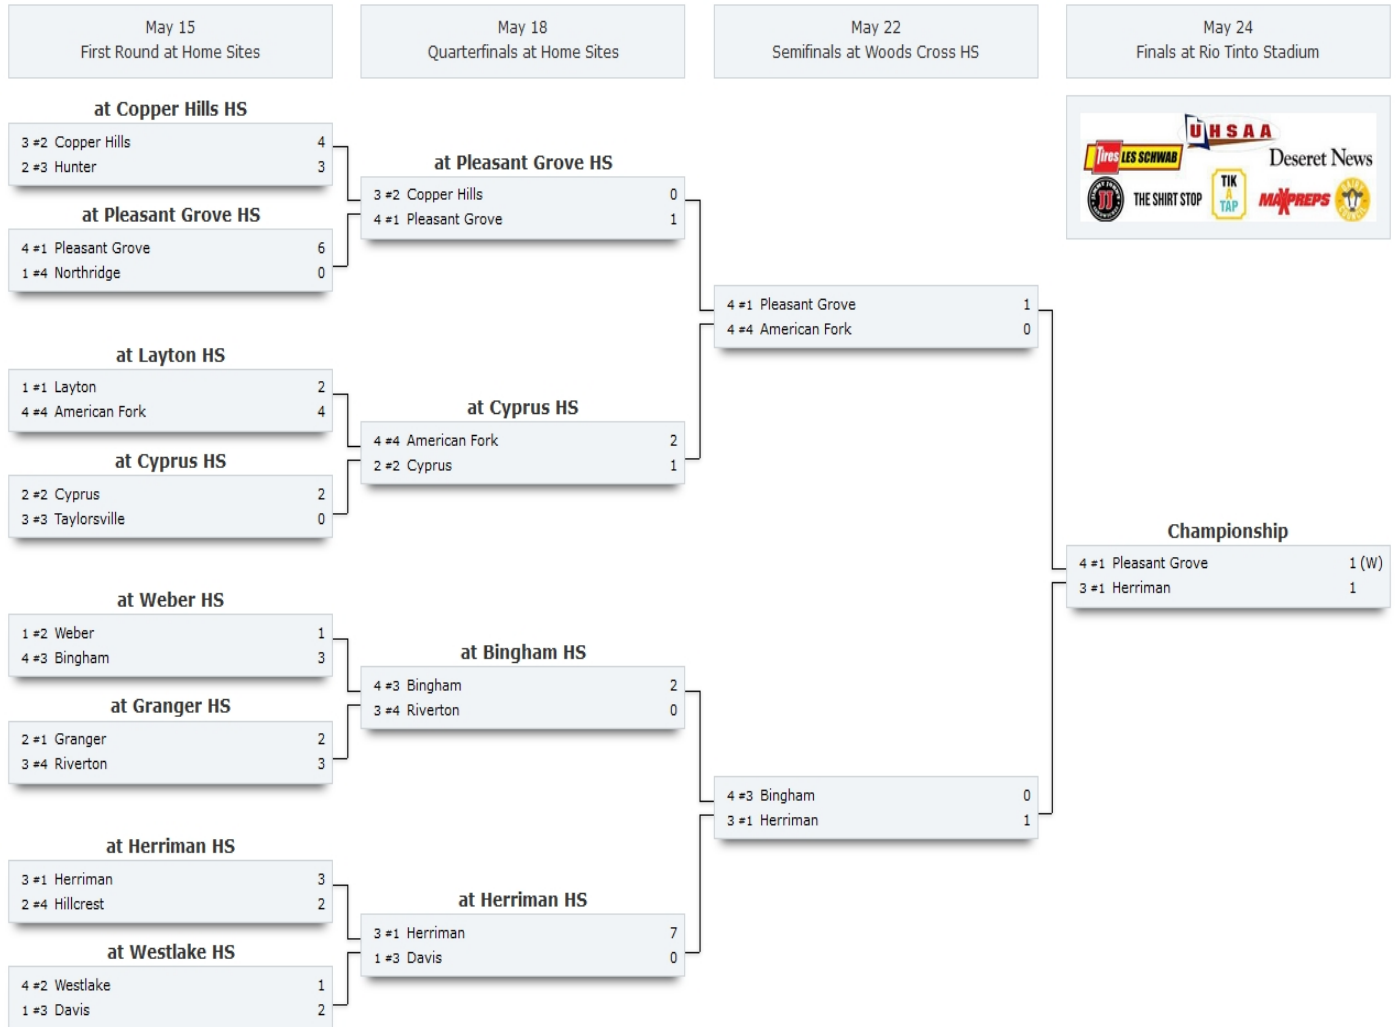 May 15
First Round at Home Sites
May 18
Quarterfinals at Home Sites
May 22
Semifinals at Woods Cross HS
May 24
Finals at Rio Tinto Stadium
at Copper Hills HS
3 #2 Copper Hills 4
2 #3 Hunter 3
at Pleasant Grove HS
4 #1 Pleasant Grove 6
1 #4 Northridge 0
at Layton HS
1 #1 Layton 2
4 #4 American Fork 4
at Cyprus HS
2 #2 Cyprus 2
3 #3 Taylorsville 0
at Weber HS
1 #2 Weber 1
4 #3 Bingham 3
at Granger HS
2 #1 Granger 2
3 #4 Riverton 3
at Herriman HS
3 #1 Herriman 3
2 #4 Hillcrest 2
at Westlake HS
4 #2 Westlake 1
1 #3 Davis 2
at Pleasant Grove HS
3 #2 Copper Hills 0
4 #1 Pleasant Grove 1
at Cyprus HS
4 #4 American Fork 2
2 #2 Cyprus 1
at Bingham HS
4 #3 Bingham 2
3 #4 Riverton 0
at Herriman HS
3 #1 Herriman 7
1 #3 Davis 0
4 #1 Pleasant Grove 1
4 #4 American Fork 0
4 #3 Bingham 0
3 #1 Herriman 1
UHSAA
Tires LES SCHWAB
Deseret News
JJ
THE SHIRT STOP
TIK
A
TAP
MAXPREPS
Championship
4 #1 Pleasant Grove 1 (W)
3 #1 Herriman 1